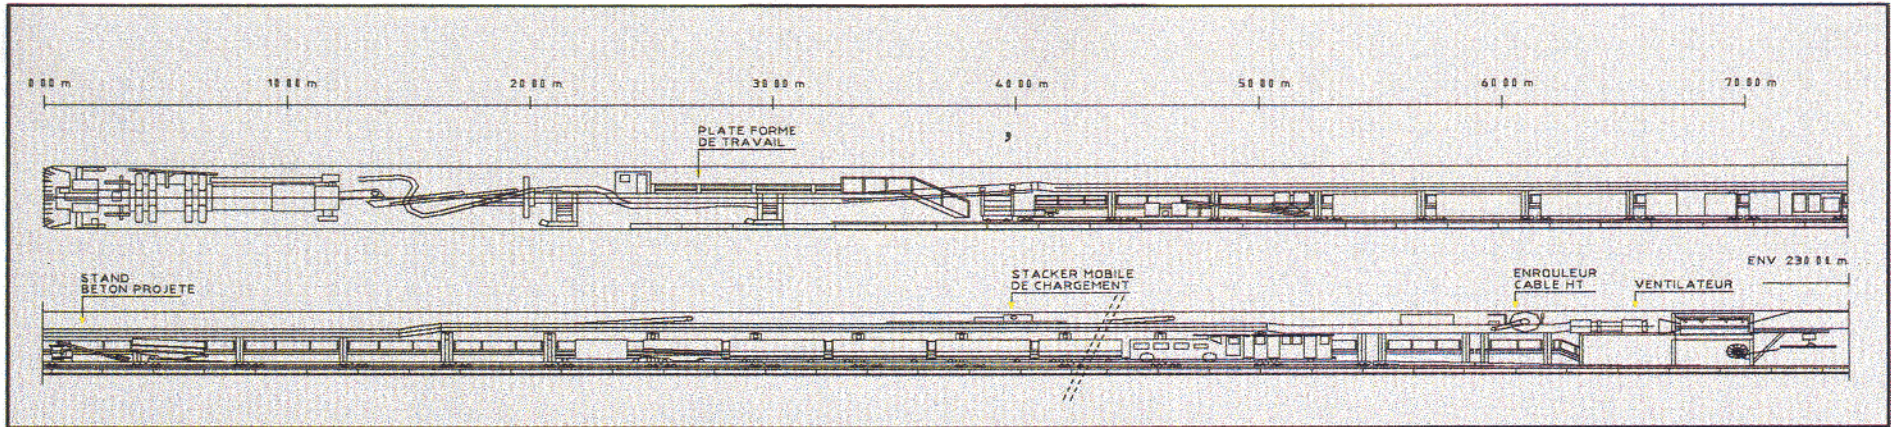 0.00 m 10.00 m 20.00 m 30.00 m 40.00 m 50.00 m 60.00 m 70.00 m
PLATE FORME
DE TRAVAIL
STAND
BETON PROJETE
STACKER MOBILE
DE CHARGEMENT
ENROULEUR
CABLE HT
VENTILATEUR
ENV 230.00 m